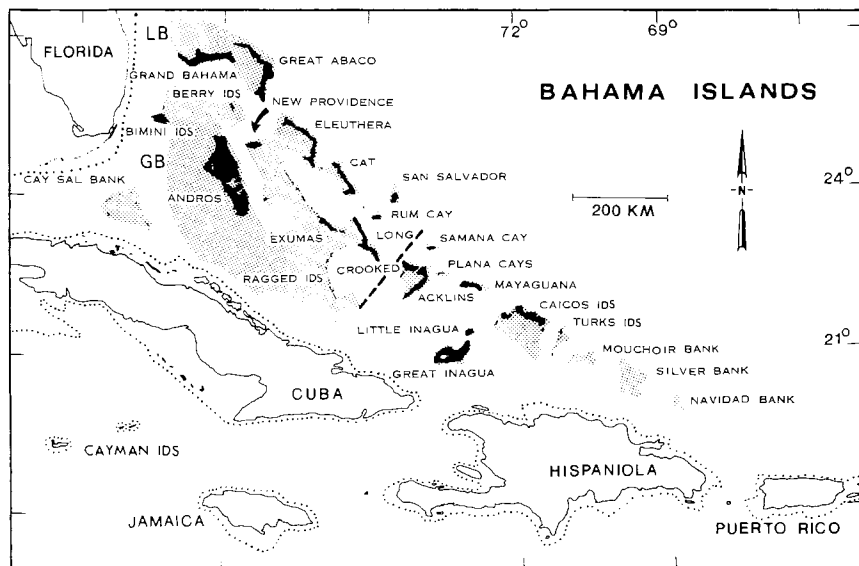 72°
69°
LB
FLORIDA
GREAT ABACO
GRAND BAHAMA
BERRY IDS
BAHAMA ISLANDS
NEW PROVIDENCE
ELEUTHERA
BIMINI IDS
GB
CAT
CAY SAL BANK
SAN SALVADOR
24°
-N-
ANDROS
200 KM
RUM CAY
EXUMAS
LONG
SAMANA CAY
RAGGED IDS
CROOKED
PLANA CAYS
MAYAGUANA
ACKLINS
CAICOS IDS
TURKS IDS
LITTLE INAGUA
21°
MOUCHOIR BANK
GREAT INAGUA
SILVER BANK
CUBA
NAVIDAD BANK
CAYMAN IDS
HISPANIOLA
JAMAICA
PUERTO RICO